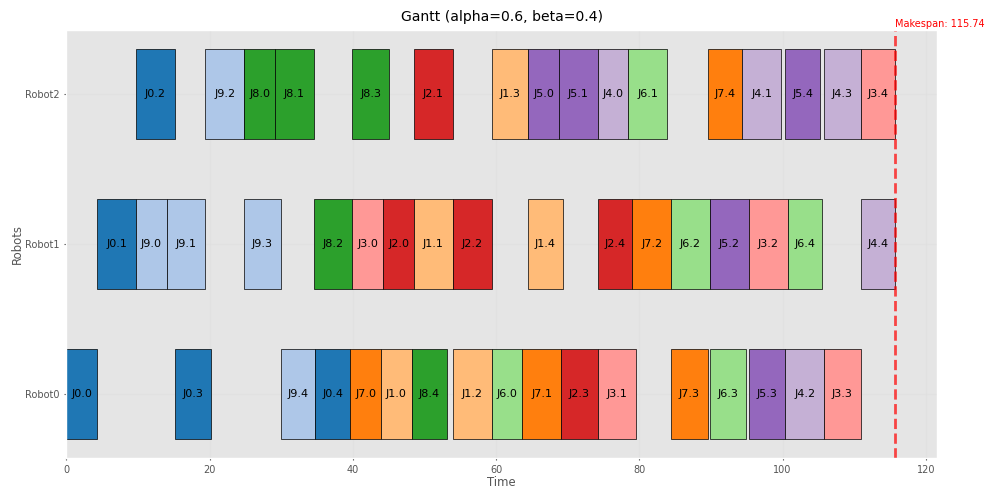 Gantt (alpha=0.6, beta=0.4)
Makespan: 115.74
Robot2
J0.2 J9.2 J8.0 J8.1 J8.3 J2.1 J1.3 J5.0 J5.1 J4.0 J6.1 J7.4 J4.1 J5.4 J4.3 J3.4
Robots
Robot1
J0.1 J9.0 J9.1 J9.3 J8.2 J3.0 J2.0 J1.1 J2.2 J1.4 J2.4 J7.2 J6.2 J5.2 J3.2 J6.4 J4.4
Robot0
J0.0 J0.3 J9.4 J0.4 J7.0 J1.0 J8.4 J1.2 J6.0 J7.1 J2.3 J3.1 J7.3 J6.3 J5.3 J4.2 J3.3
0 20 40 60 80 100 120
Time